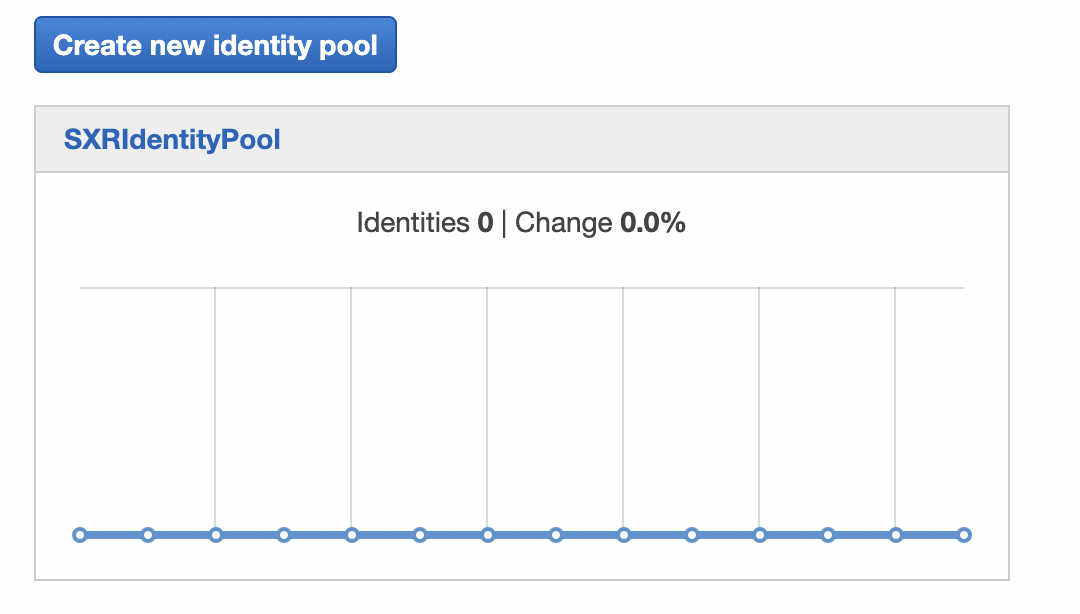 Create new identity pool
SXRIdentityPool
Identities 0 | Change 0.0%